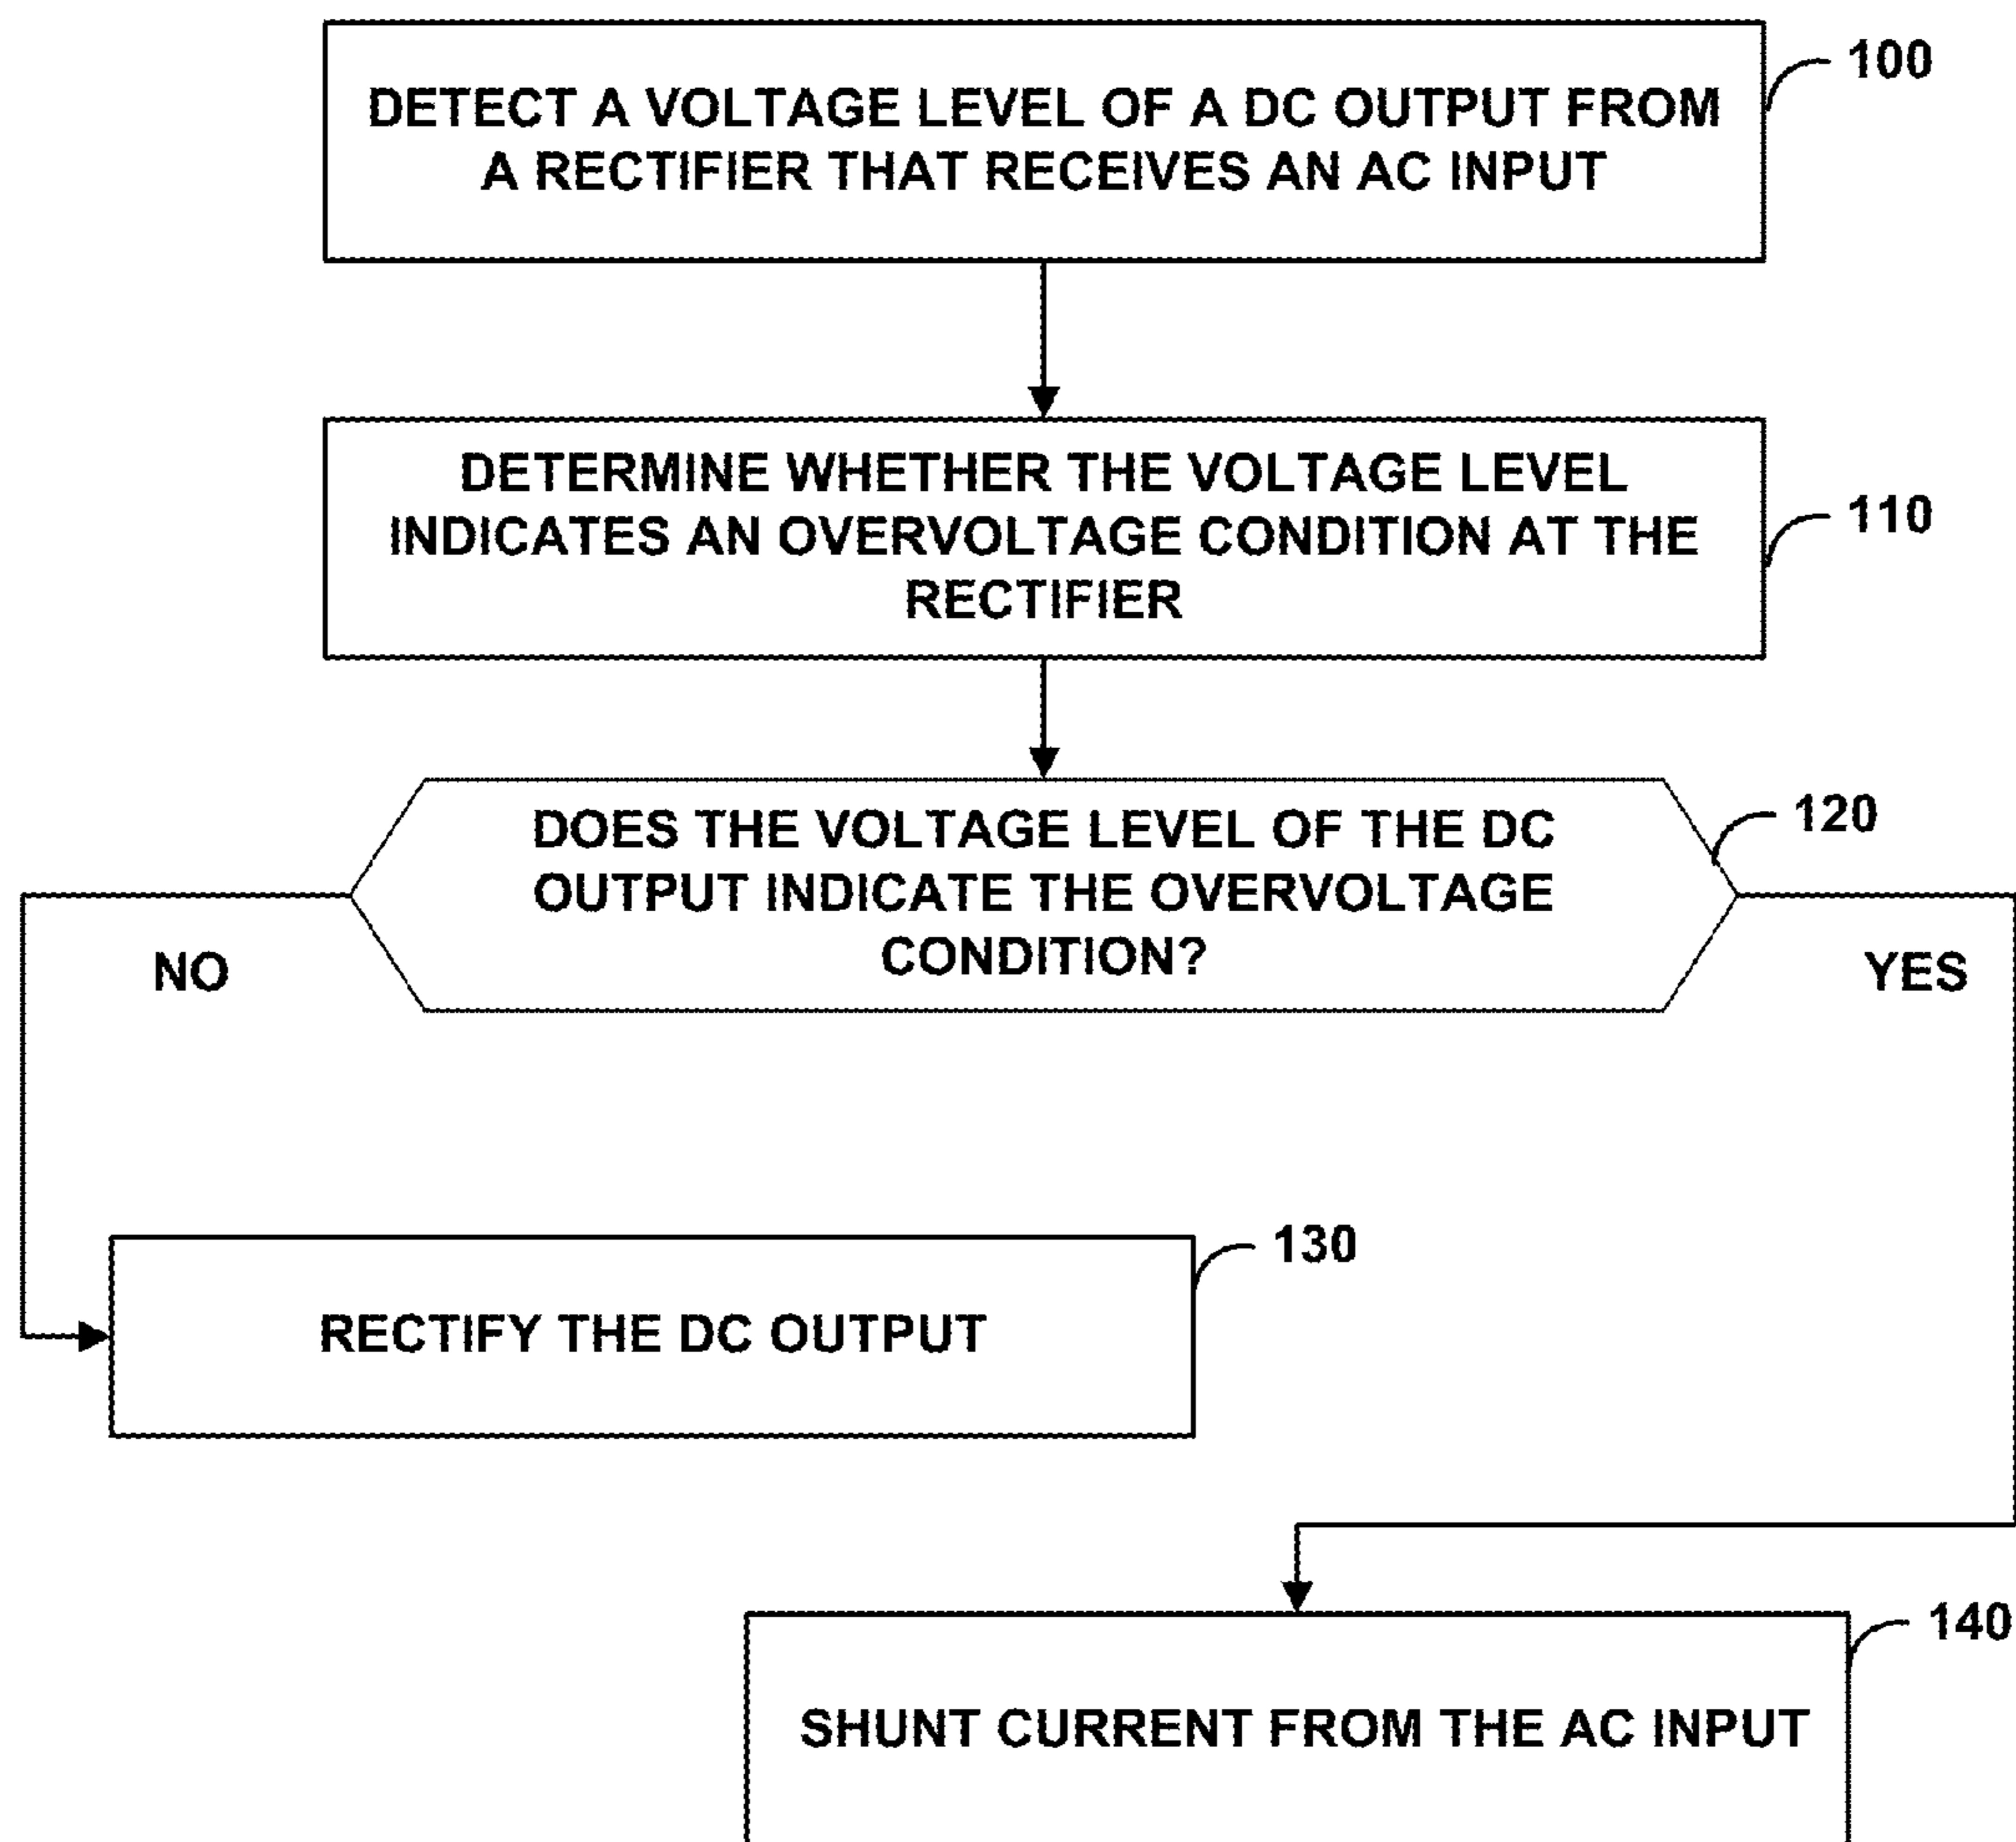 DETECT A VOLTAGE LEVEL OF A DC OUTPUT FROM
A RECTIFIER THAT RECEIVES AN AC INPUT
100
DETERMINE WHETHER THE VOLTAGE LEVEL
INDICATES AN OVERVOLTAGE CONDITION AT THE
RECTIFIER
110
DOES THE VOLTAGE LEVEL OF THE DC
OUTPUT INDICATE THE OVERVOLTAGE
CONDITION?
120
NO
YES
130
RECTIFY THE DC OUTPUT
140
SHUNT CURRENT FROM THE AC INPUT